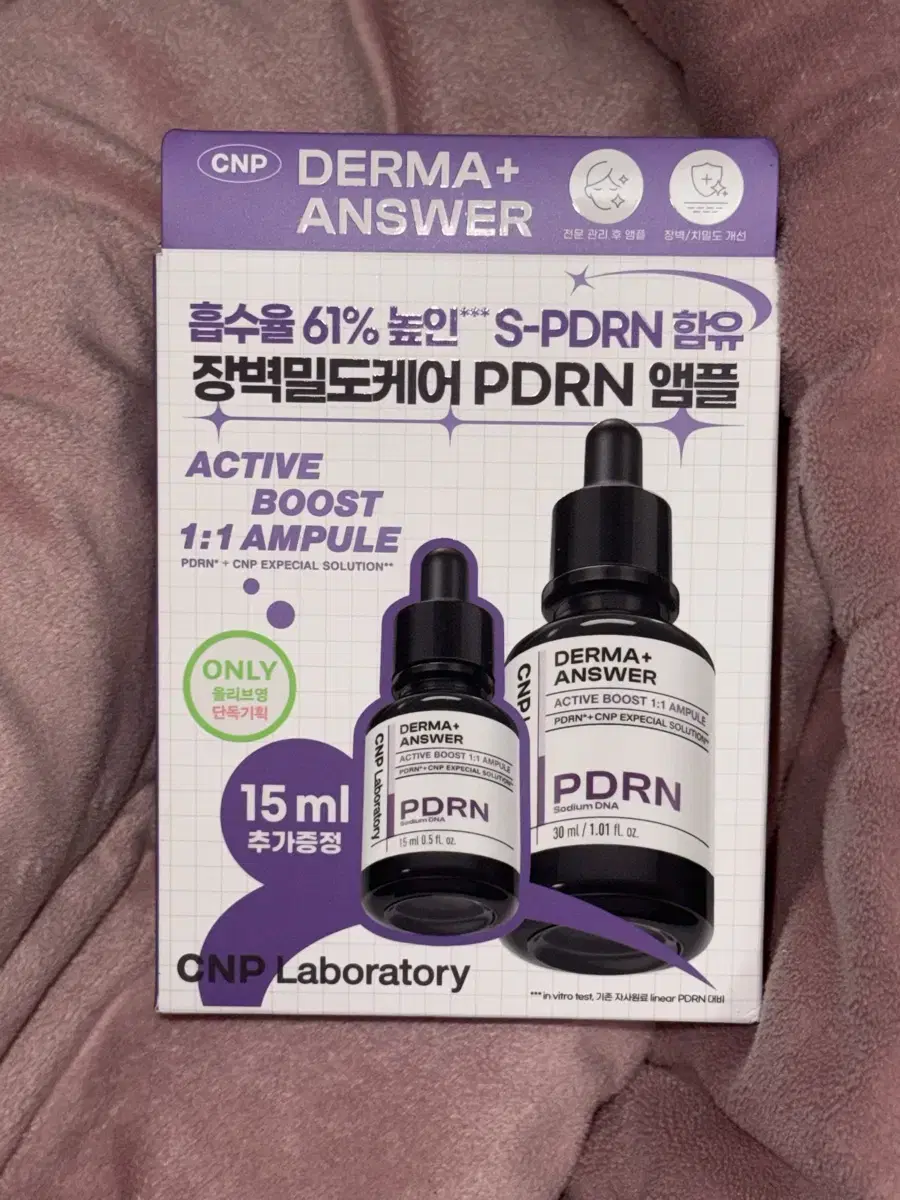 CNP
DERMA+
ANSWER
전문 관리 후 앰플
장벽/치밀도 개선
흡수율 61% 높인*** S-PDRN 함유
장벽밀도케어 PDRN 앰플
ACTIVE
BOOST
1:1 AMPULE
PDRN* + CNP EXPECIAL SOLUTION**
ONLY
올리브영
단독기획
15 ml
추가증정
CNP Laboratory
DERMA+
ANSWER
ACTIVE BOOST 1:1 AMPULE
PDRN*+CNP EXPECIAL SOLUTION**
PDRN
Sodium DNA
15 ml 0.5 fl. oz.
CNP L
DERMA+
ANSWER
ACTIVE BOOST 1:1 AMPULE
PDRN*+CNP EXPECIAL SOLUTION**
PDRN
Sodium DNA
30 ml / 1.01 fl. oz.
CNP Laboratory
*** in vitro test, 기존 자사원료 linear PDRN 대비